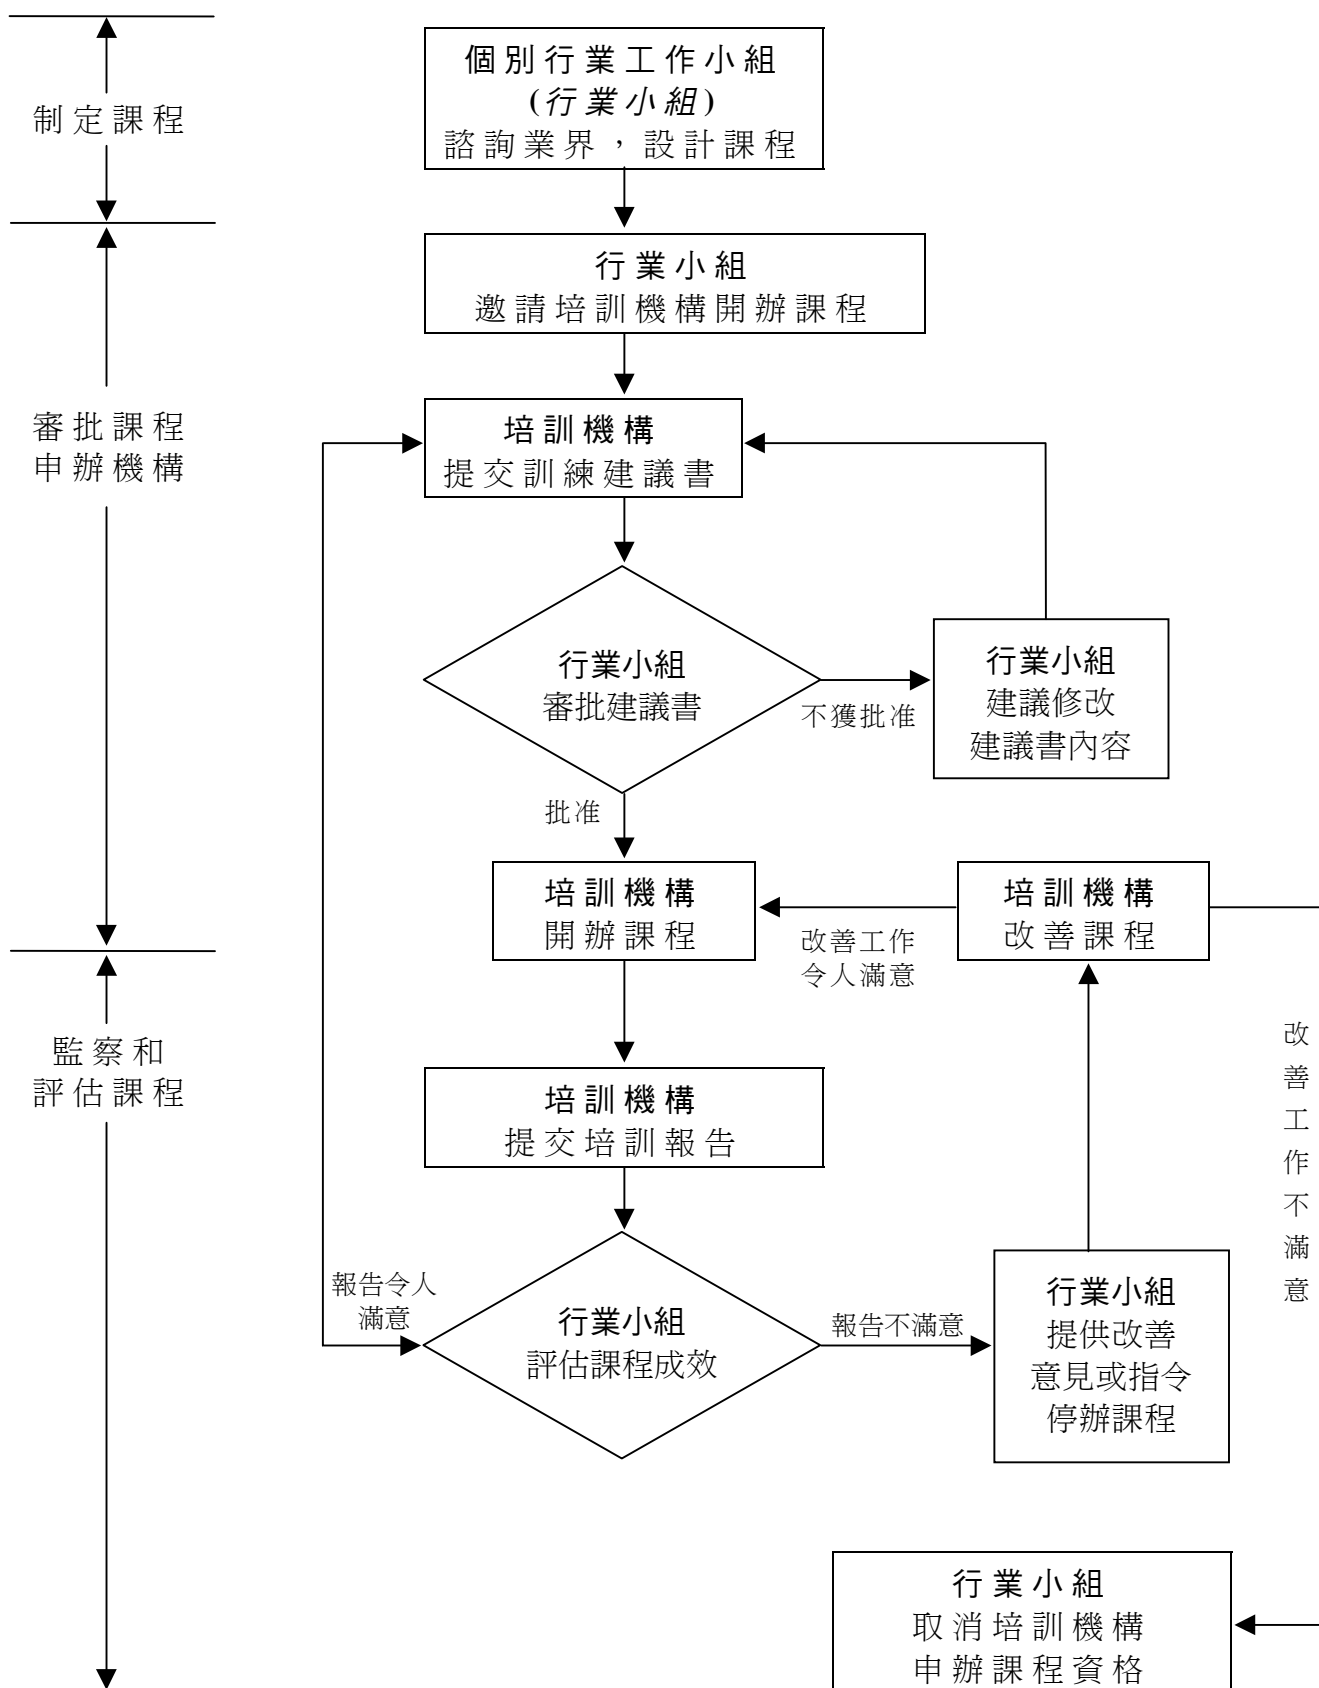 制定課程
個別行業工作小組
(行業小組)
諮詢業界，設計課程
行業小組
邀請培訓機構開辦課程
審批課程
申辦機構
培訓機構
提交訓練建議書
行業小組
審批建議書
不獲批准
行業小組
建議修改
建議書內容
批准
培訓機構
開辦課程
改善工作
令人滿意
培訓機構
改善課程
監察和
評估課程
改善工作不滿意
培訓機構
提交培訓報告
報告令人
滿意
行業小組
評估課程成效
報告不滿意
行業小組
提供改善
意見或指令
停辦課程
行業小組
取消培訓機構
申辦課程資格